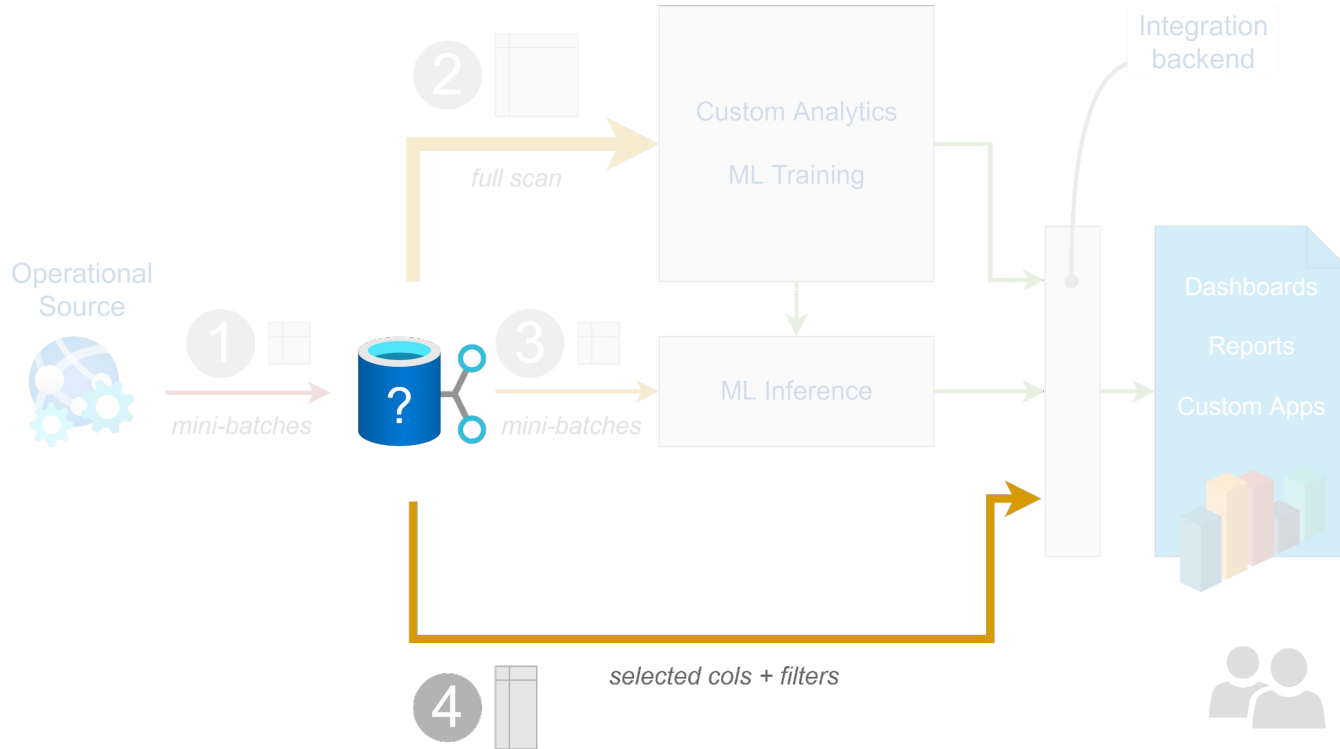 2
Integration
backend
Custom Analytics
ML Training
full scan
Operational
Source
Dashboards
Reports
Custom Apps
1
mini-batches
?
3
mini-batches
ML Inference
selected cols + filters
4